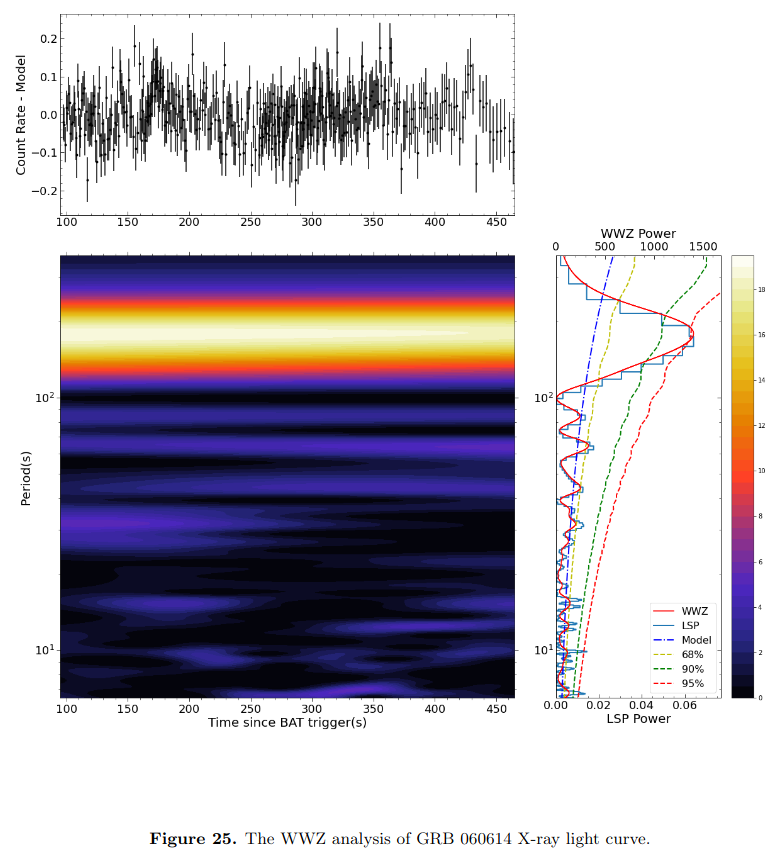 0.2
0.1
0.0
−0.1
−0.2
Count Rate - Model
100 150 200 250 300 350 400 450
WWZ Power
0 500 1000 1500
10²
10¹
Period(s)
100 150 200 250 300 350 400 450
Time since BAT trigger(s)
10²
10¹
WWZ
LSP
Model
68%
90%
95%
0.00 0.02 0.04 0.06
LSP Power
18
16
14
12
10
8
6
4
2
0
Figure 25. The WWZ analysis of GRB 060614 X-ray light curve.